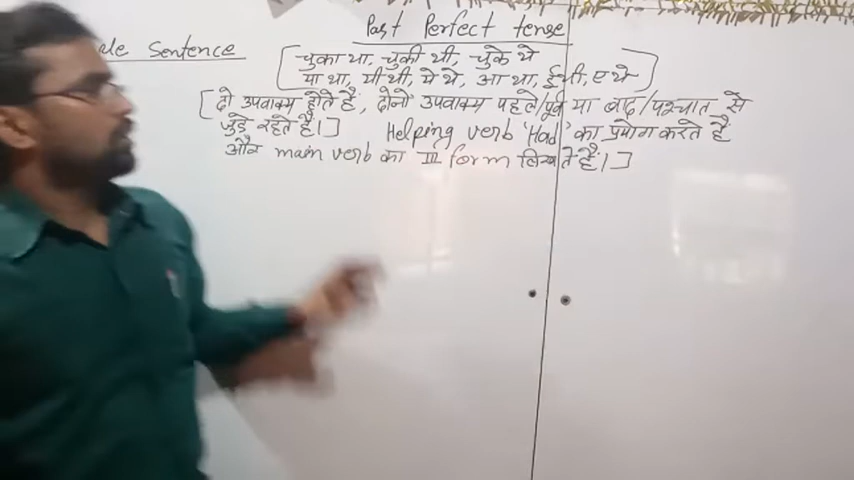 Past Perfect tense
Sentence
[चुका था, चुकी थी, चुके थे
या था, यी थी, ये थे, आ था, ई थी, ए थे]
[दो उपवाक्य होते हैं, दोनो उपवाक्य पहले/पूर्व या बाद/पश्चात से
जुड़े रहते है।] Helping verb 'Had' का प्रयोग करते है
और main verb का III form लिखते हैं।]